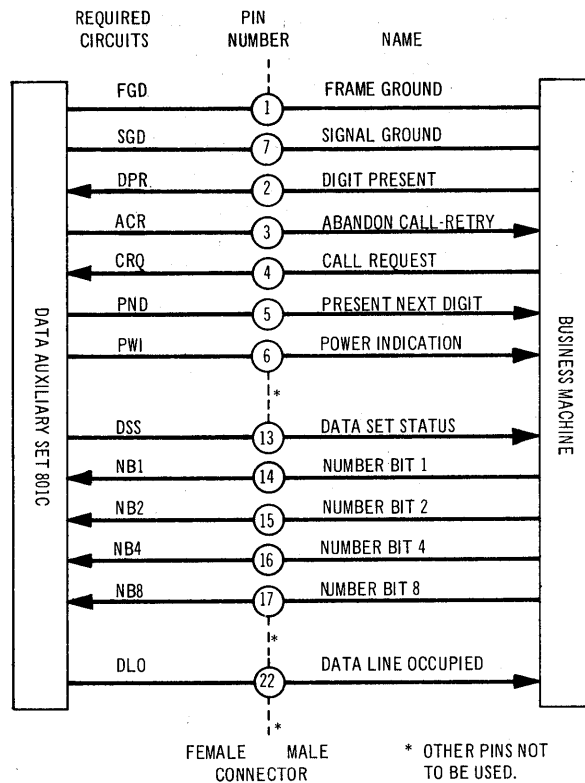 REQUIRED CIRCUITS
PIN NUMBER
NAME
FGD 1 FRAME GROUND
SGD 7 SIGNAL GROUND
DPR 2 DIGIT PRESENT
ACR 3 ABANDON CALL-RETRY
CRQ 4 CALL REQUEST
PND 5 PRESENT NEXT DIGIT
PWI 6 POWER INDICATION
*
DSS 13 DATA SET STATUS
NB1 14 NUMBER BIT 1
NB2 15 NUMBER BIT 2
NB4 16 NUMBER BIT 4
NB8 17 NUMBER BIT 8
*
DLO 22 DATA LINE OCCUPIED
*
DATA AUXILIARY SET 801C
BUSINESS MACHINE
FEMALE MALE
CONNECTOR
* OTHER PINS NOT
TO BE USED.